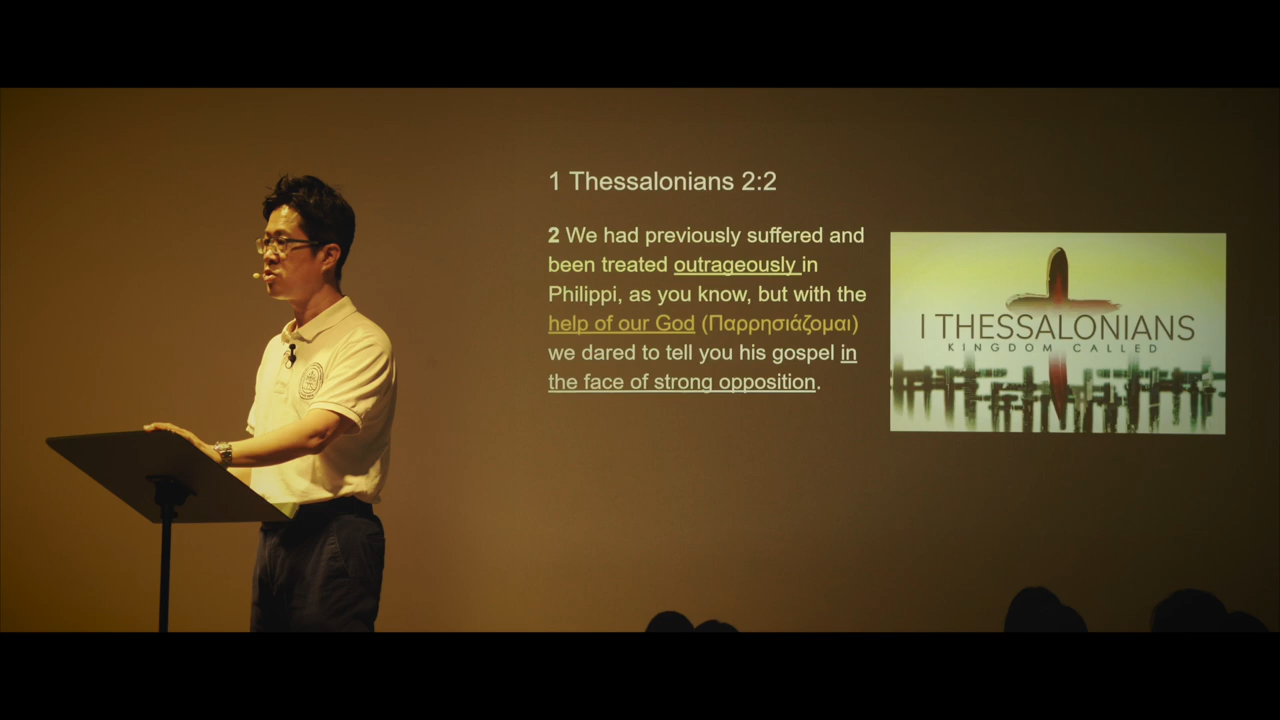 1 Thessalonians 2:2
2 We had previously suffered and
been treated outrageously in
Philippi, as you know, but with the
help of our God (Παρρησιάζομαι)
we dared to tell you his gospel in
the face of strong opposition.
I THESSALONIANS
KINGDOM CALLED